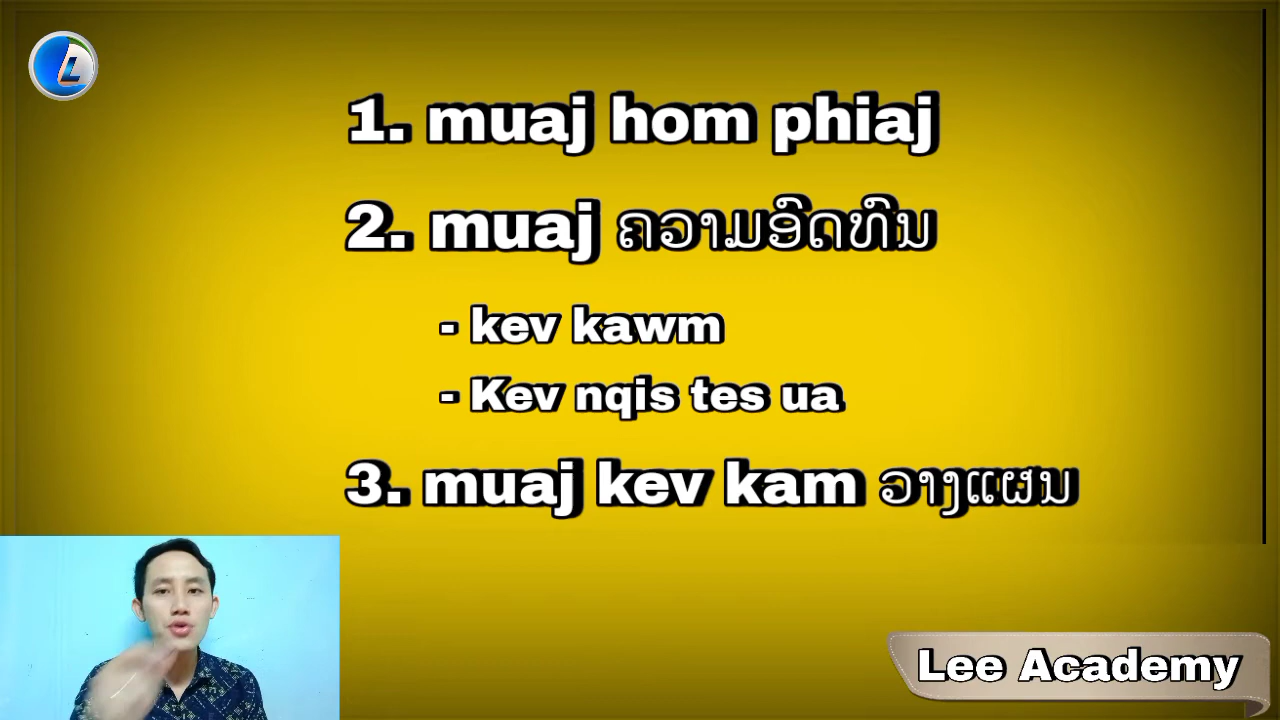 L
1. muaj hom phiaj
2. muaj ຄວາມອົດທົນ
- kev kawm
- Kev nqis tes ua
3. muaj kev kam ວາງແຜນ
Lee Academy